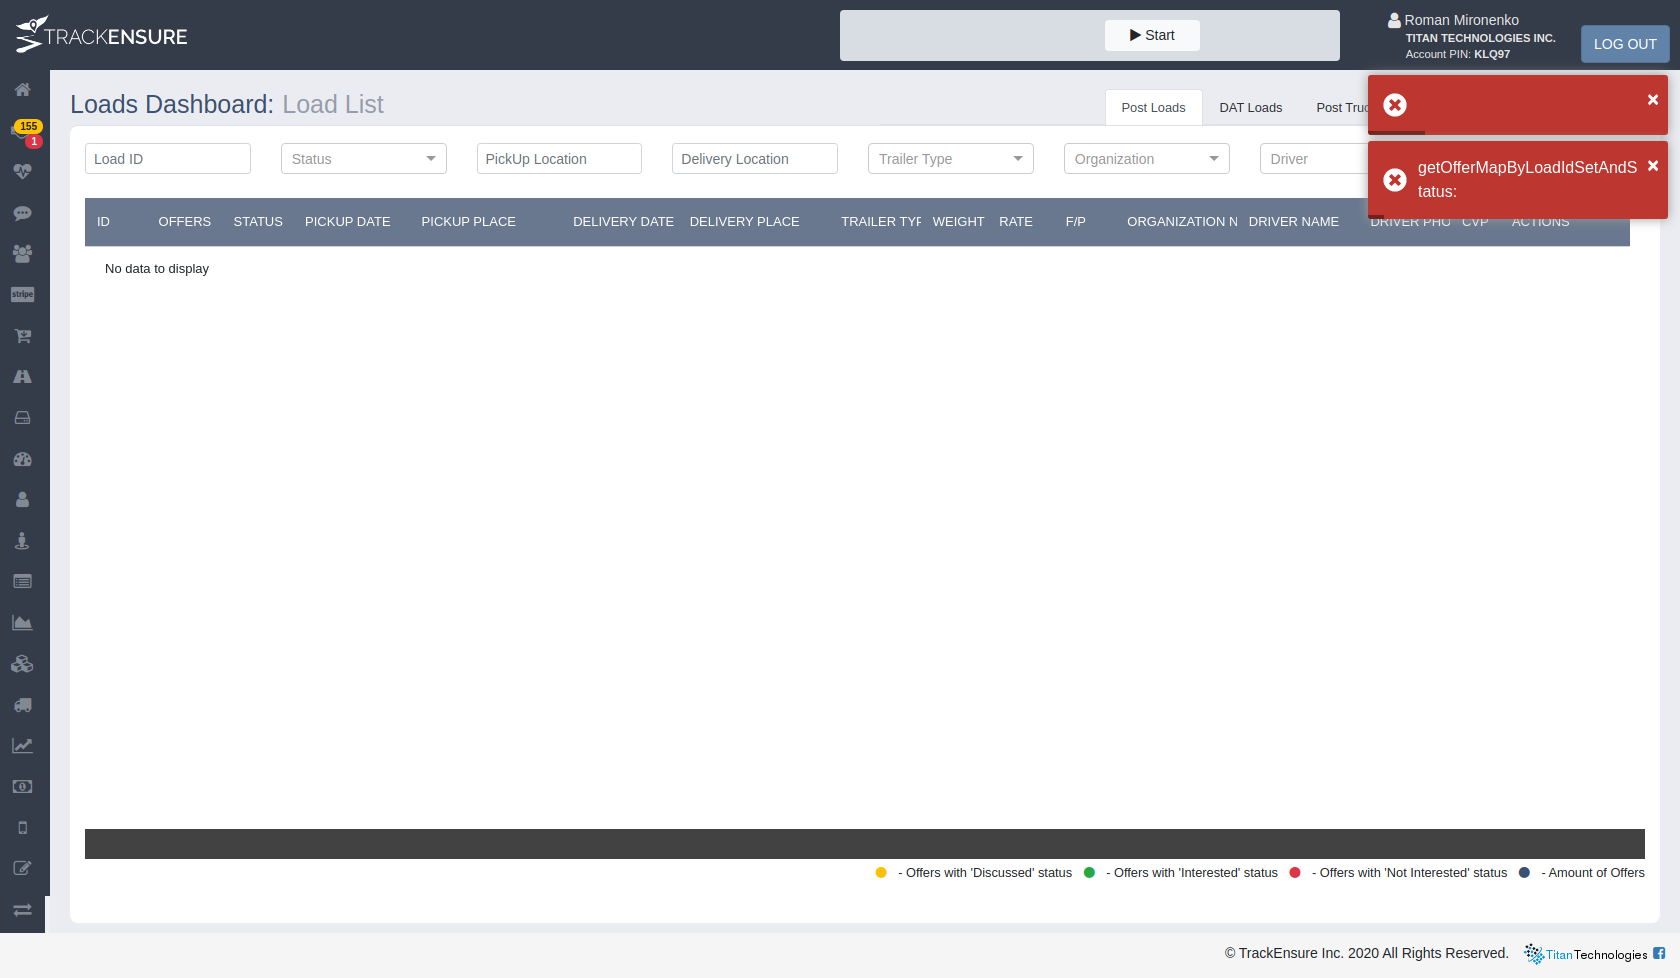 TRACKENSURE
Start
Roman Mironenko
TITAN TECHNOLOGIES INC.
Account PIN: KLQ97
LOG OUT
155
1
stripe
Loads Dashboard: Load List
Post Loads
DAT Loads
Post Truc
×
getOfferMapByLoadIdSetAndS
tatus:
×
Load ID
Status
PickUp Location
Delivery Location
Trailer Type
Organization
Driver
ID
OFFERS
STATUS
PICKUP DATE
PICKUP PLACE
DELIVERY DATE
DELIVERY PLACE
TRAILER TYP
WEIGHT
RATE
F/P
ORGANIZATION N
DRIVER NAME
DRIVER PHO
CVP
ACTIONS
No data to display
- Offers with 'Discussed' status
- Offers with 'Interested' status
- Offers with 'Not Interested' status
- Amount of Offers
© TrackEnsure Inc. 2020 All Rights Reserved.
TitanTechnologies